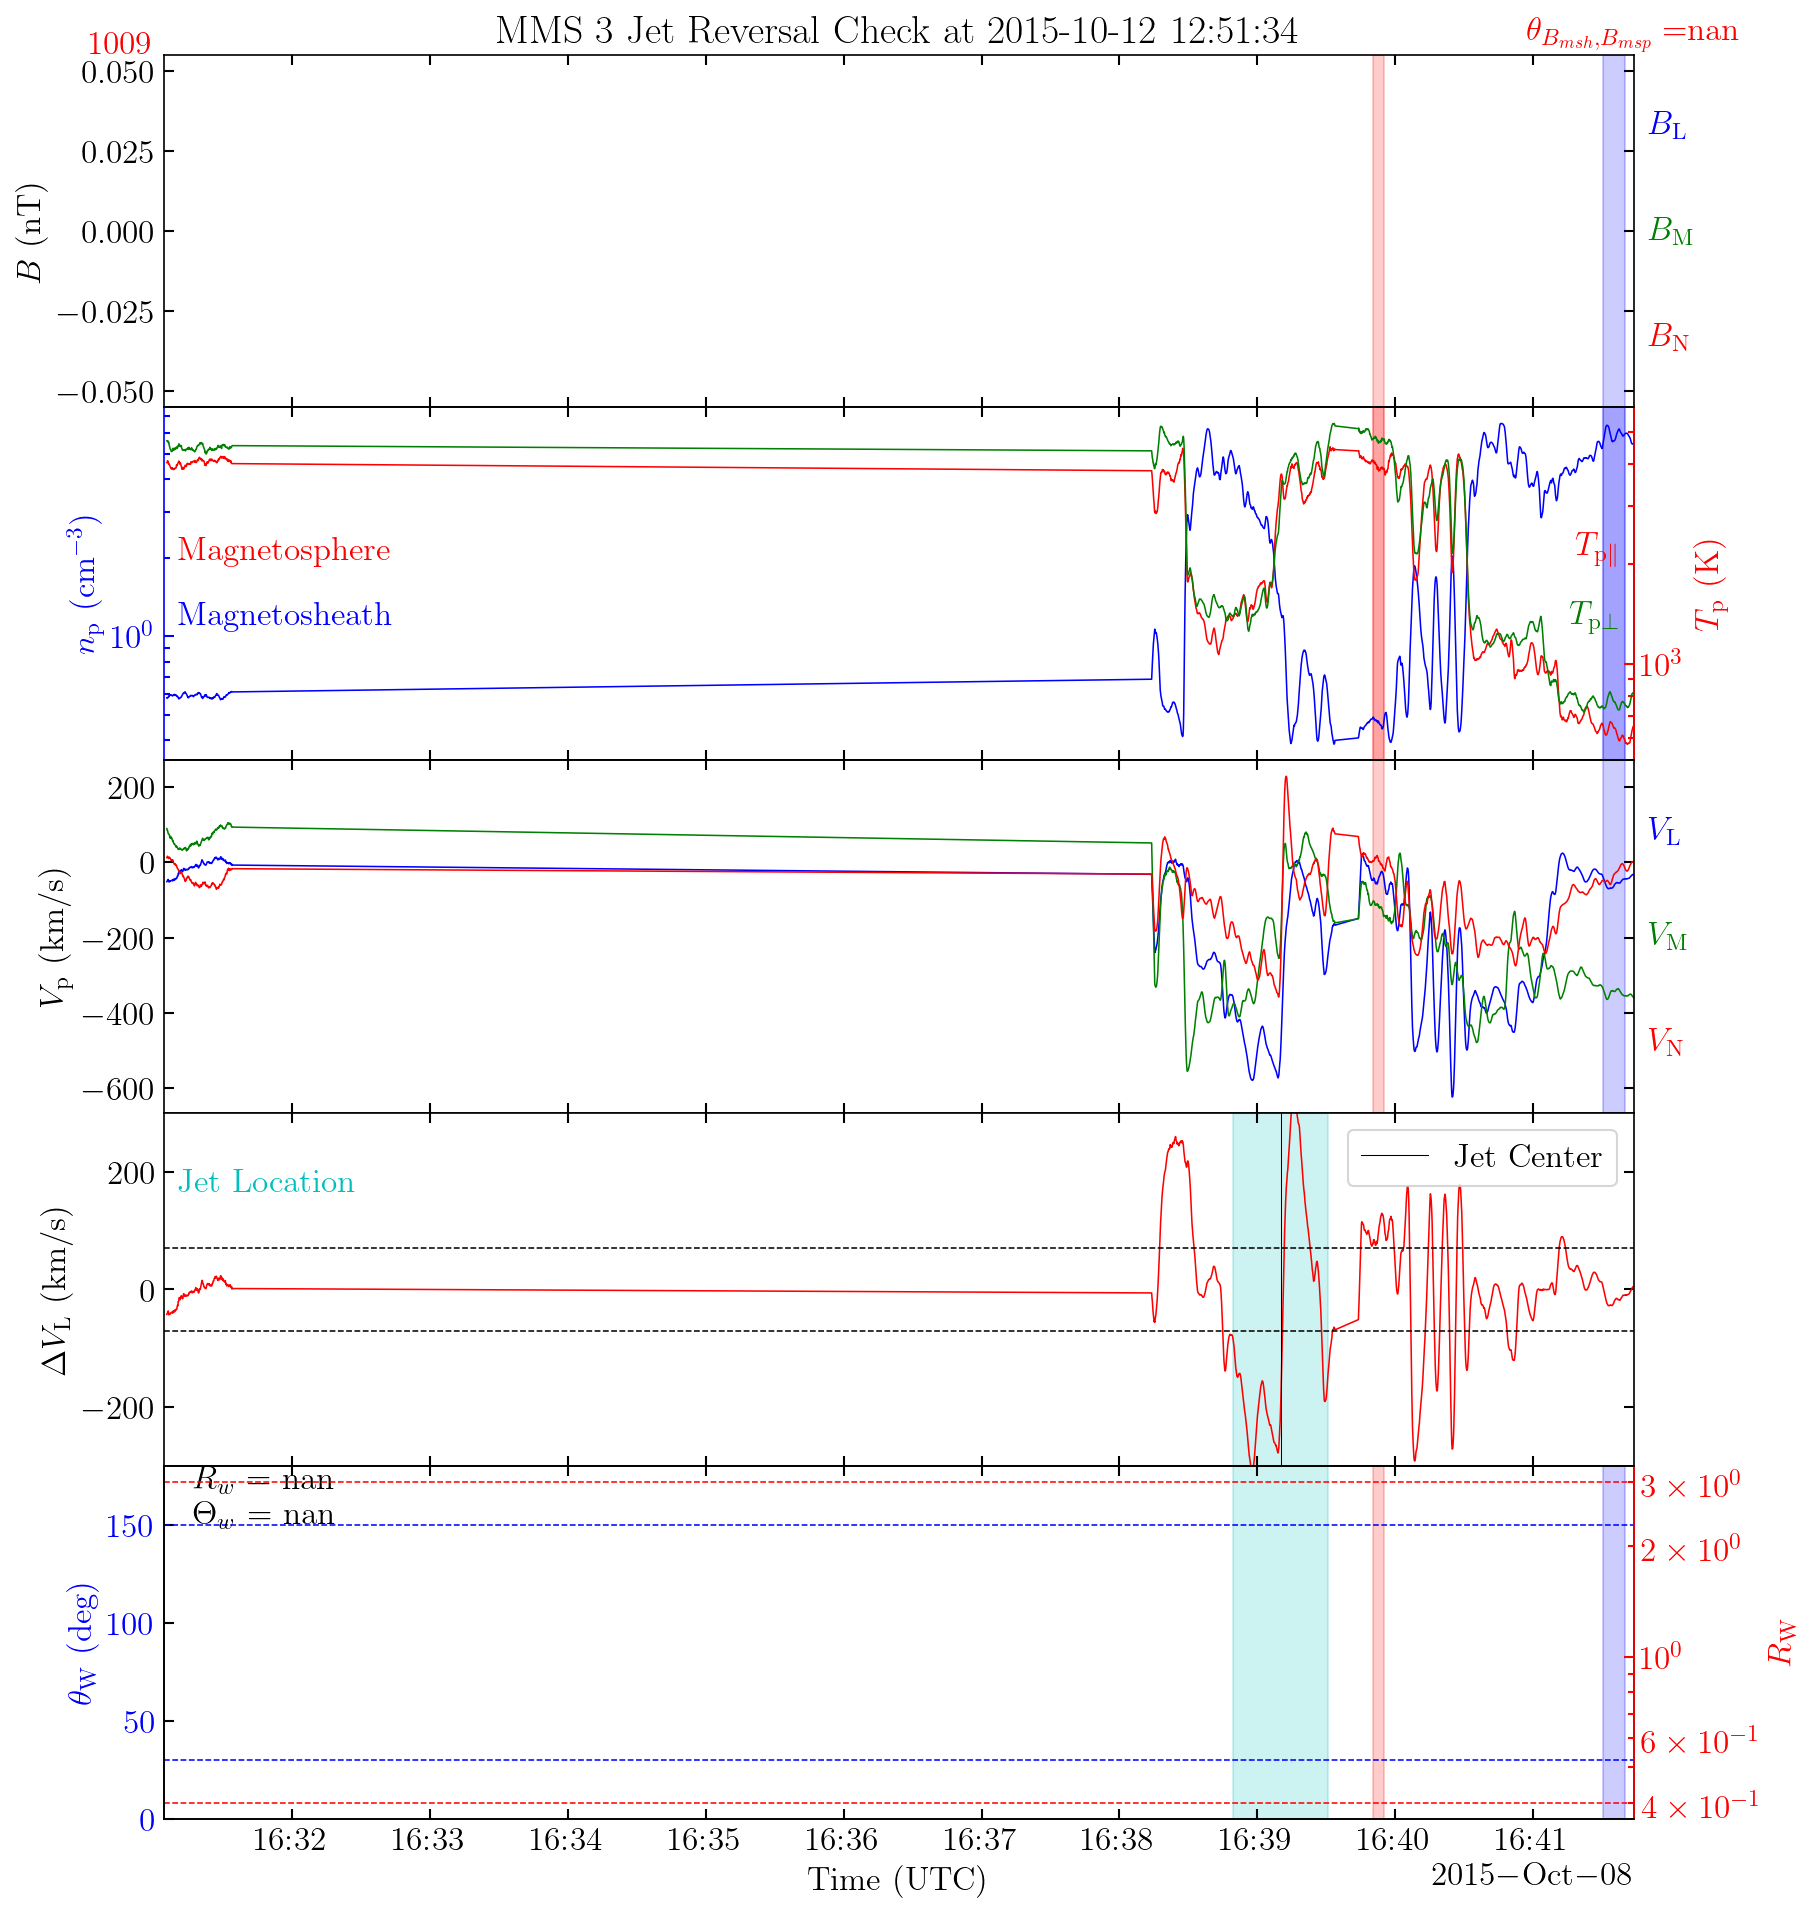 MMS 3 Jet Reversal Check at 2015-10-12 12:51:34
1009
θ_{B_{msh},B_{msp}} =nan
0.050
0.025
0.000
−0.025
−0.050
B (nT)
B_L
B_M
B_N
n_p (cm^{−3})
10^0
Magnetosphere
Magnetosheath
T_{p∥}
T_{p⊥}
10^3
T_p (K)
200
0
−200
−400
−600
V_p (km/s)
V_L
V_M
V_N
Jet Location
Jet Center
200
0
−200
ΔV_L (km/s)
R_w = nan
Θ_w = nan
150
100
50
0
θ_W (deg)
3 × 10^0
2 × 10^0
10^0
6 × 10^{−1}
4 × 10^{−1}
R_W
16:32 16:33 16:34 16:35 16:36 16:37 16:38 16:39 16:40 16:41
Time (UTC)
2015−Oct−08